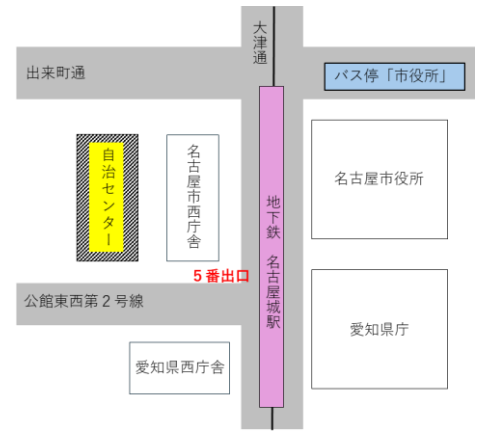 大津通
出来町通
バス停「市役所」
自治センター
名古屋市西庁舎
名古屋市役所
地下鉄 名古屋城駅
5番出口
公館東西第2号線
愛知県庁
愛知県西庁舎